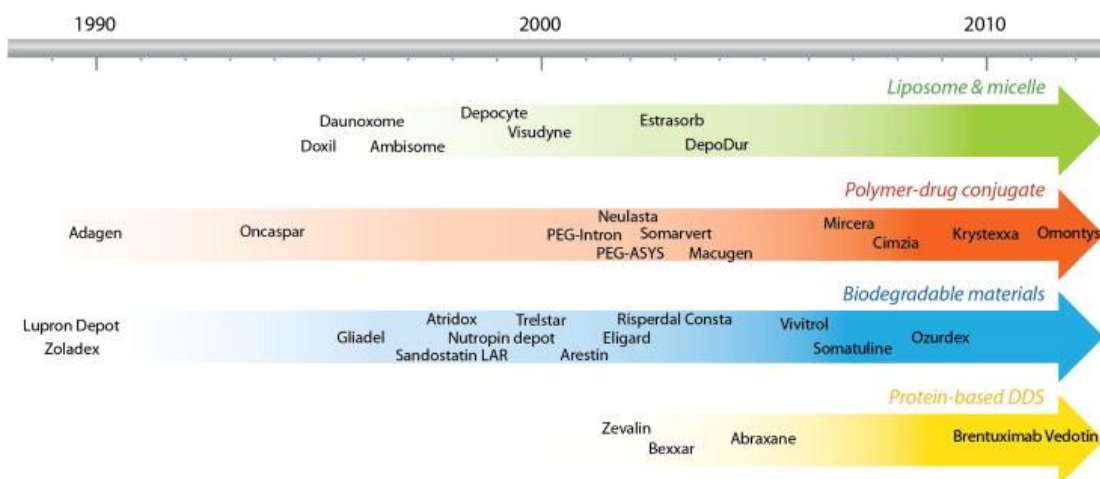 1990 2000 2010
Liposome & micelle
Depocyte
Daunoxome Estrasorb
Visudyne
Doxil Ambisome DepoDur
Polymer-drug conjugate
Neulasta
Mircera
Adagen Oncaspar PEG-Intron Somarvert Krystexxa Omontys
Cimzia
PEG-ASYS Macugen
Biodegradable materials
Atridox Trelstar Risperdal Consta
Lupron Depot Vivitrol
Gliadel Nutropin depot Eligard Ozurdex
Zoladex Somatuline
Sandostatin LAR Arestin
Protein-based DDS
Zevalin
Abraxane Brentuximab Vedotin
Bexxar